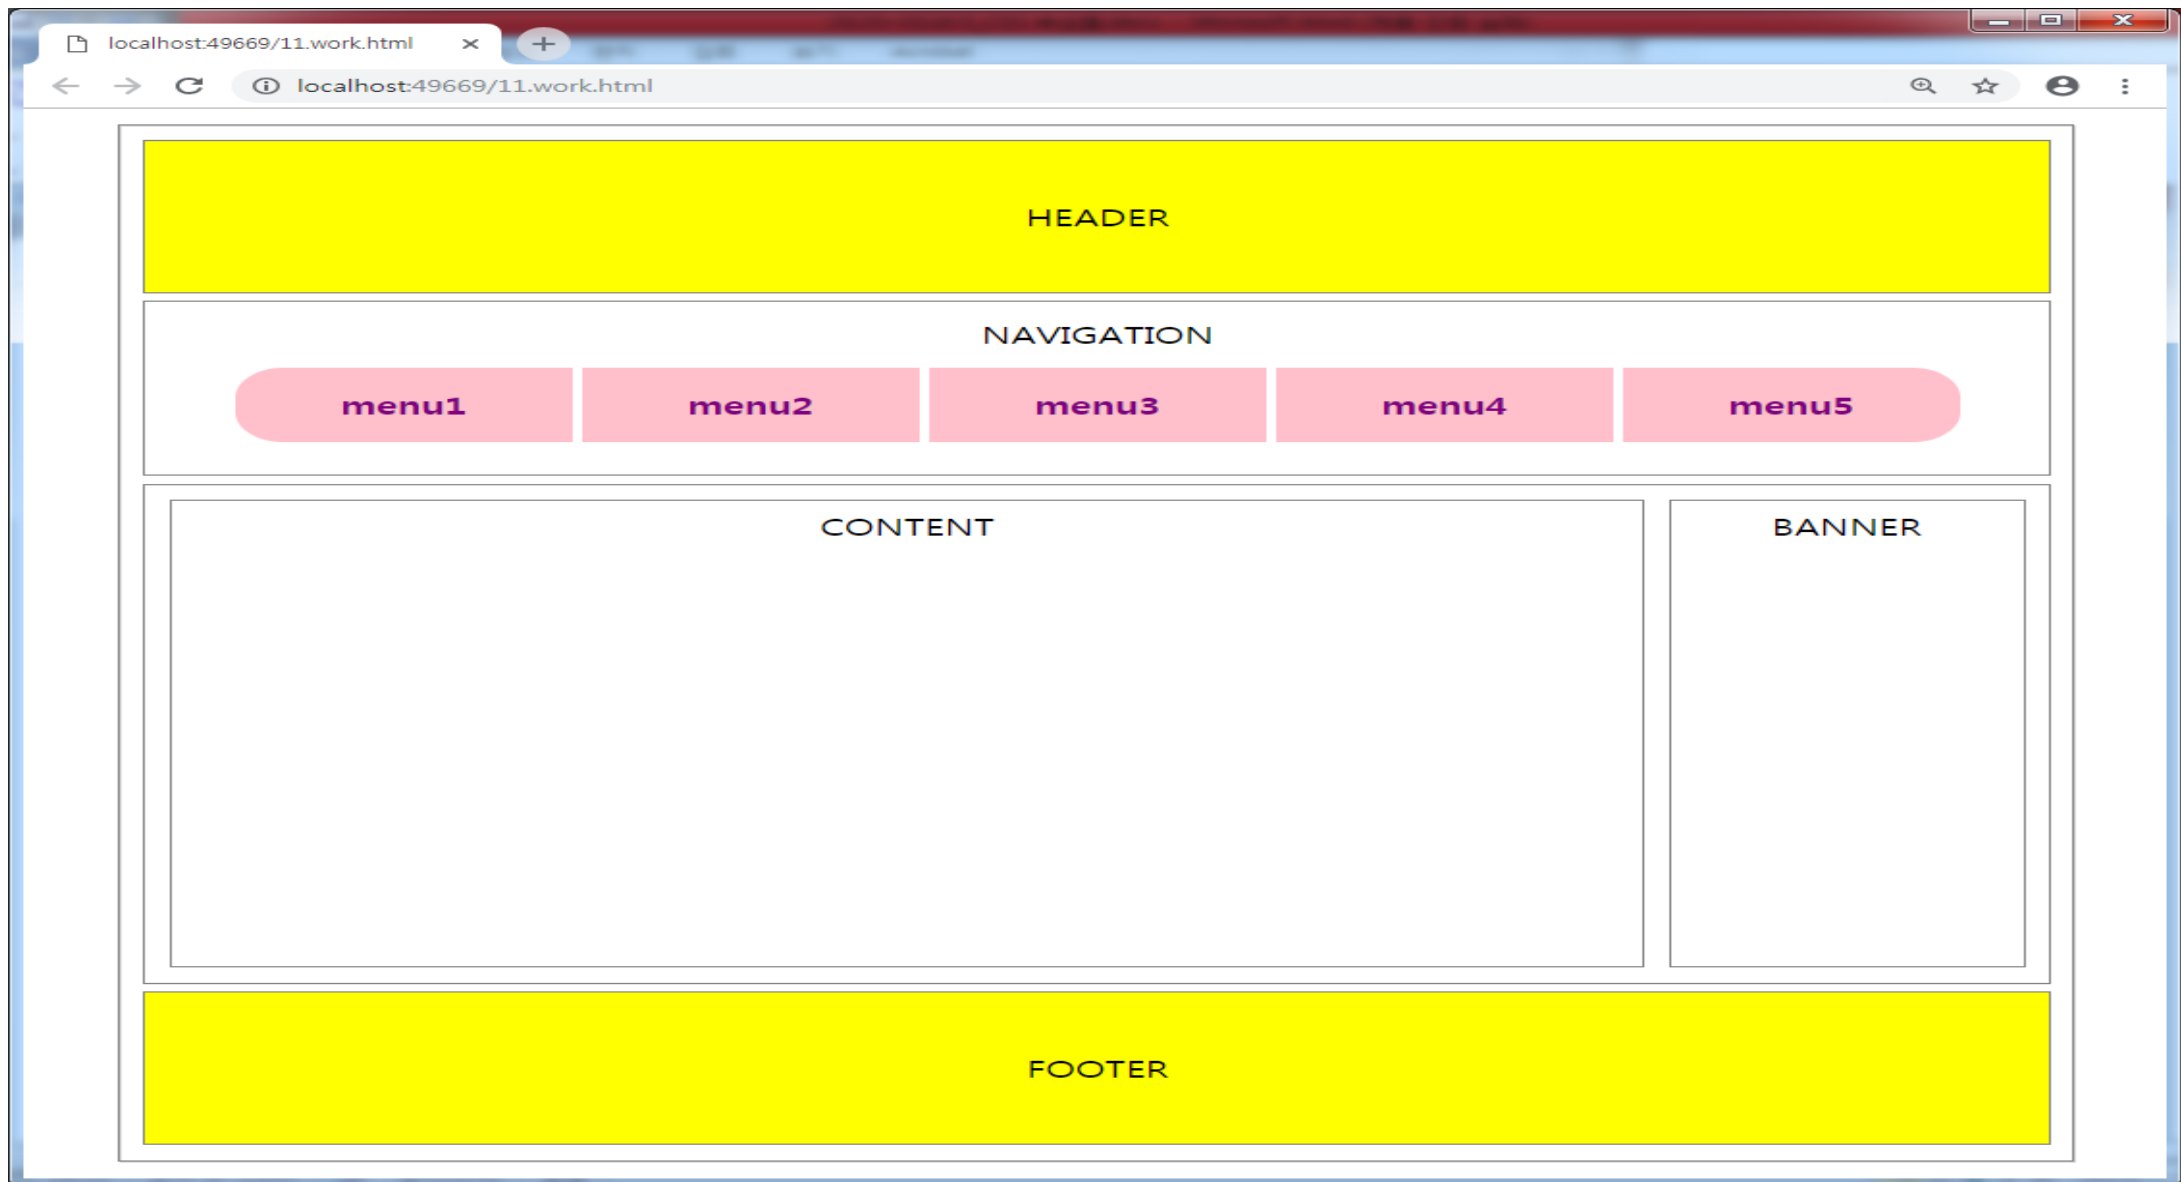 localhost:49669/11.work.html
localhost:49669/11.work.html
HEADER
NAVIGATION
menu1 menu2 menu3 menu4 menu5
CONTENT BANNER
FOOTER